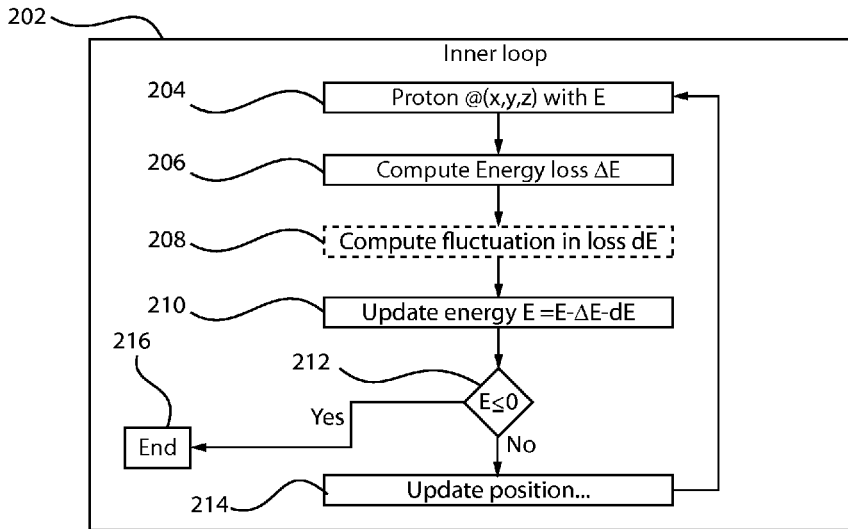 202
Inner loop
204
Proton @(x,y,z) with E
206
Compute Energy loss ΔE
208
Compute fluctuation in loss dE
210
Update energy E =E-ΔE-dE
216
212
E≤0
Yes
End
No
214
Update position...